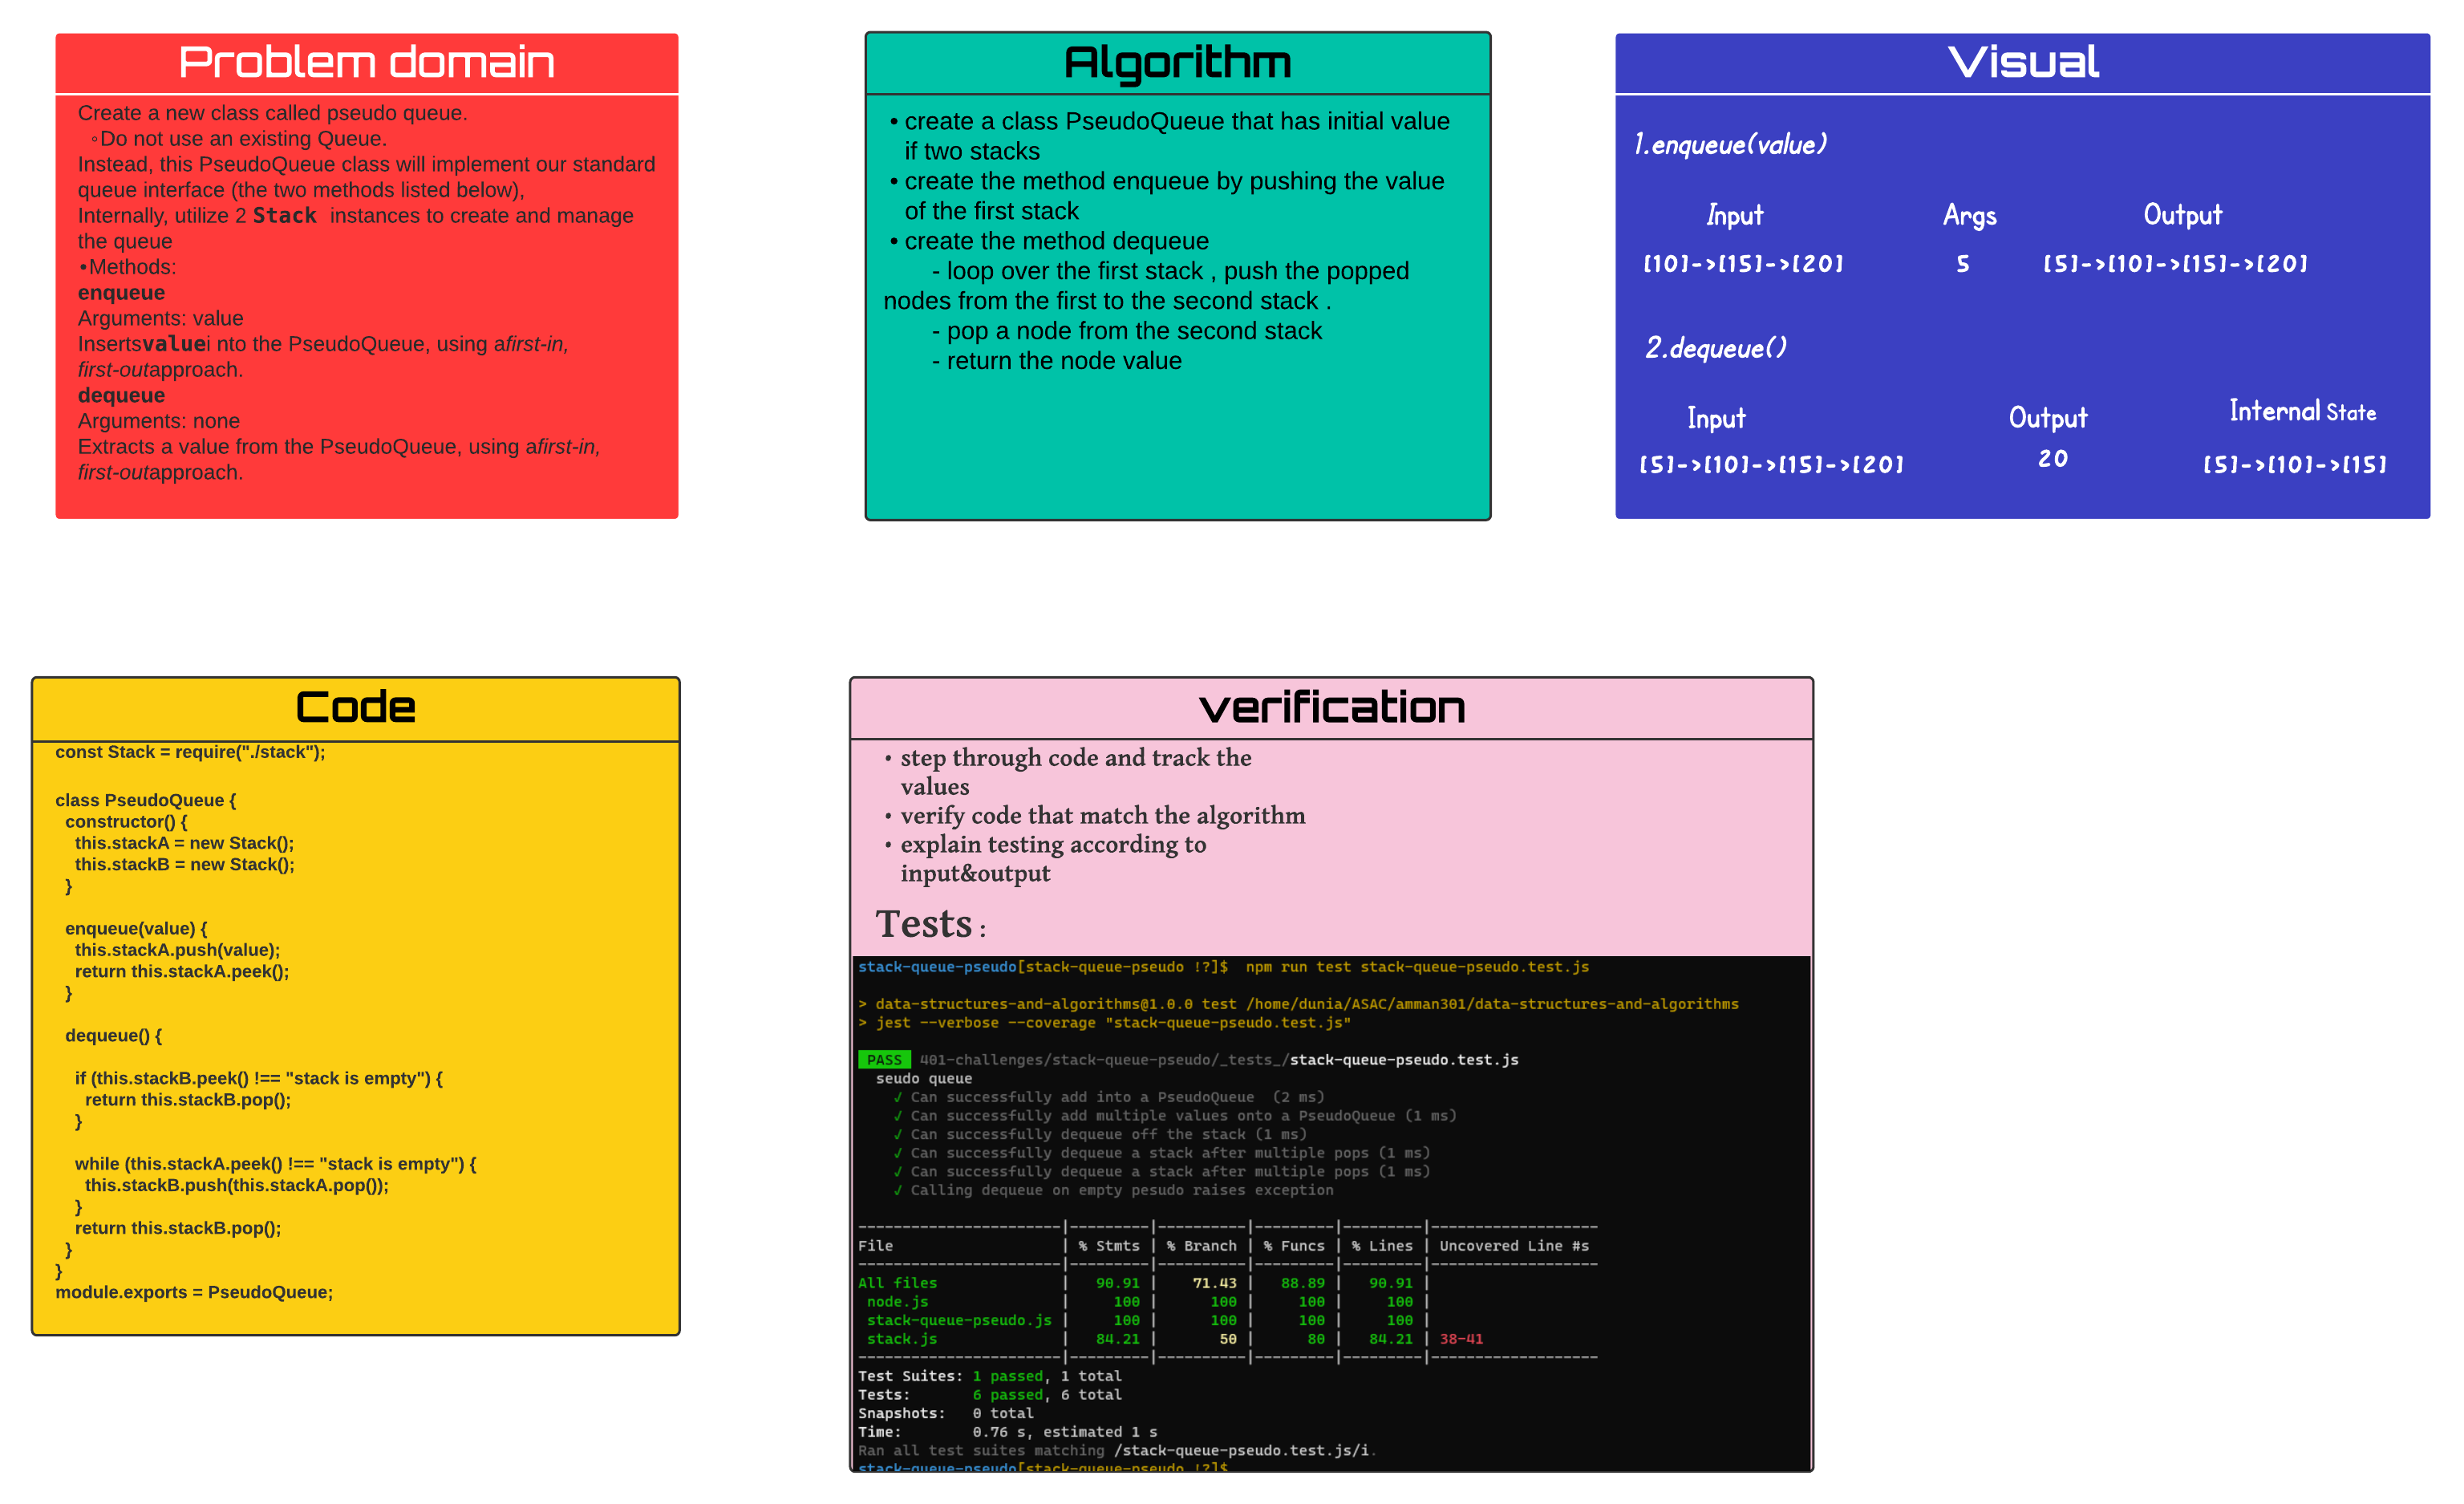 Problem domain
Create a new class called pseudo queue.
◦Do not use an existing Queue.
Instead, this PseudoQueue class will implement our standard
queue interface (the two methods listed below),
Internally, utilize 2 Stack instances to create and manage
the queue
•Methods:
enqueue
Arguments: value
Insertsvaluei nto the PseudoQueue, using afirst-in,
first-outapproach.
dequeue
Arguments: none
Extracts a value from the PseudoQueue, using afirst-in,
first-outapproach.
Algorithm
• create a class PseudoQueue that has initial value
if two stacks
• create the method enqueue by pushing the value
of the first stack
• create the method dequeue
- loop over the first stack , push the popped
nodes from the first to the second stack .
- pop a node from the second stack
- return the node value
Visual
1.enqueue(value)
Input Args Output
[10]->[15]->[20] 5 [5]->[10]->[15]->[20]
2.dequeue()
Input Output Internal State
[5]->[10]->[15]->[20] 20 [5]->[10]->[15]
Code
const Stack = require("./stack");
class PseudoQueue {
constructor() {
this.stackA = new Stack();
this.stackB = new Stack();
}
enqueue(value) {
this.stackA.push(value);
return this.stackA.peek();
}
dequeue() {
if (this.stackB.peek() !== "stack is empty") {
return this.stackB.pop();
}
while (this.stackA.peek() !== "stack is empty") {
this.stackB.push(this.stackA.pop());
}
return this.stackB.pop();
}
}
module.exports = PseudoQueue;
verification
• step through code and track the
values
• verify code that match the algorithm
• explain testing according to
input&output
Tests :
stack-queue-pseudo[stack-queue-pseudo !?]$ npm run test stack-queue-pseudo.test.js
> data-structures-and-algorithms@1.0.0 test /home/dunia/ASAC/amman301/data-structures-and-algorithms
> jest --verbose --coverage "stack-queue-pseudo.test.js"
PASS 401-challenges/stack-queue-pseudo/_tests_/stack-queue-pseudo.test.js
seudo queue
✓ Can successfully add into a PseudoQueue (2 ms)
✓ Can successfully add multiple values onto a PseudoQueue (1 ms)
✓ Can successfully dequeue off the stack (1 ms)
✓ Can successfully dequeue a stack after multiple pops (1 ms)
✓ Can successfully dequeue a stack after multiple pops (1 ms)
✓ Calling dequeue on empty pesudo raises exception
-----------------------|---------|----------|---------|---------|-------------------
File | % Stmts | % Branch | % Funcs | % Lines | Uncovered Line #s
-----------------------|---------|----------|---------|---------|-------------------
All files | 90.91 | 71.43 | 88.89 | 90.91 |
node.js | 100 | 100 | 100 | 100 |
stack-queue-pseudo.js | 100 | 100 | 100 | 100 |
stack.js | 84.21 | 50 | 80 | 84.21 | 38-41
-----------------------|---------|----------|---------|---------|-------------------
Test Suites: 1 passed, 1 total
Tests: 6 passed, 6 total
Snapshots: 0 total
Time: 0.76 s, estimated 1 s
Ran all test suites matching /stack-queue-pseudo.test.js/i.
stack-queue-pseudo[stack-queue-pseudo !?]$